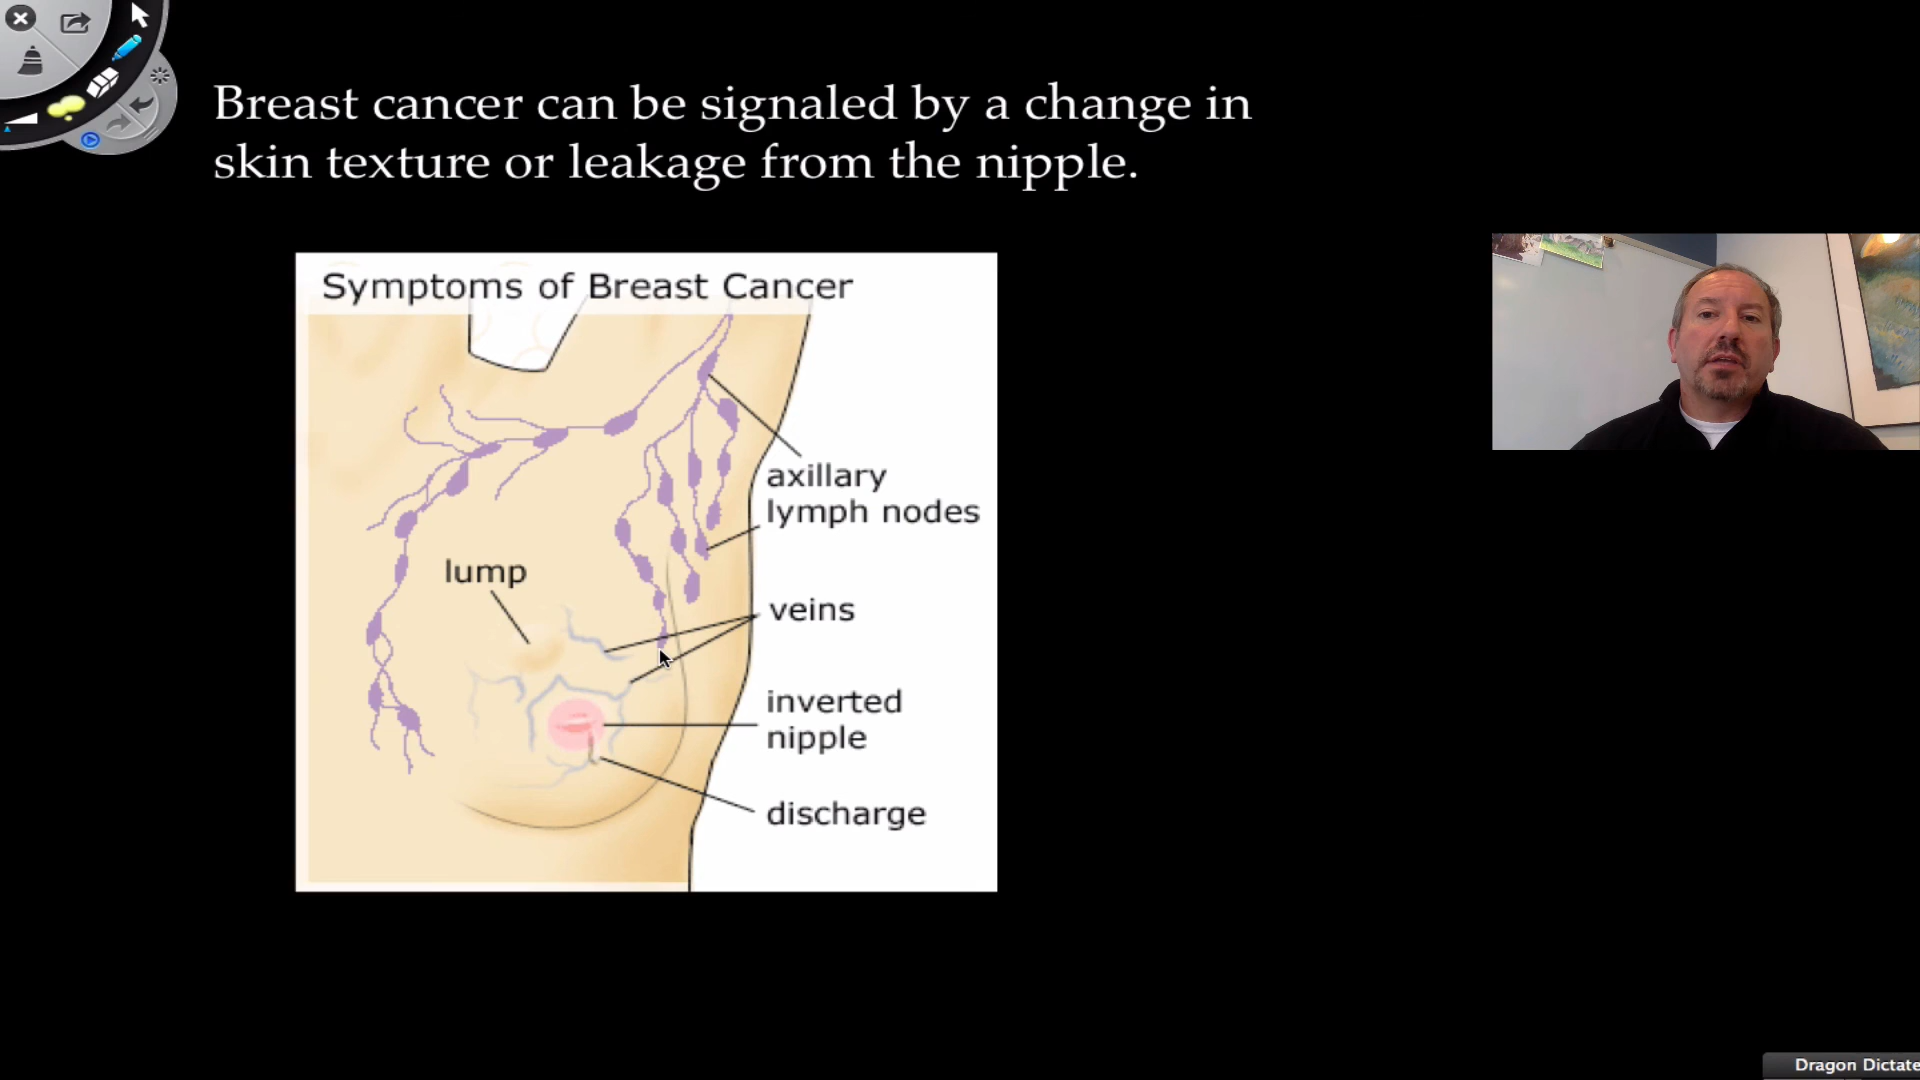 Breast cancer can be signaled by a change in
skin texture or leakage from the nipple.
Symptoms of Breast Cancer
axillary
lymph nodes
lump
veins
inverted
nipple
discharge
Dragon Dictate